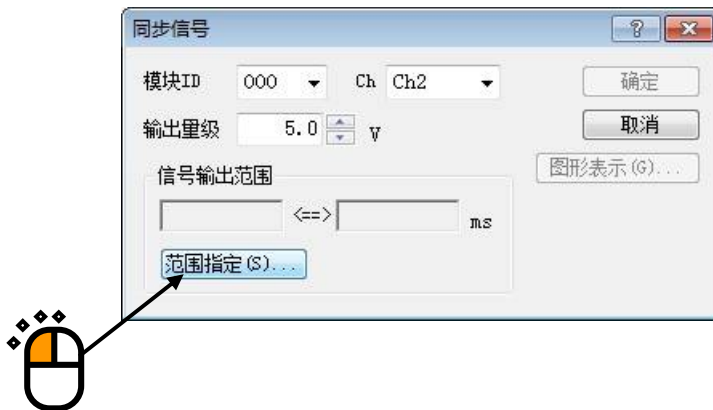 同步信号
模块ID 000 Ch Ch2 确定
输出量级 5.0 V 取消
图形表示(G)...
信号输出范围
<==> ms
范围指定(S)...